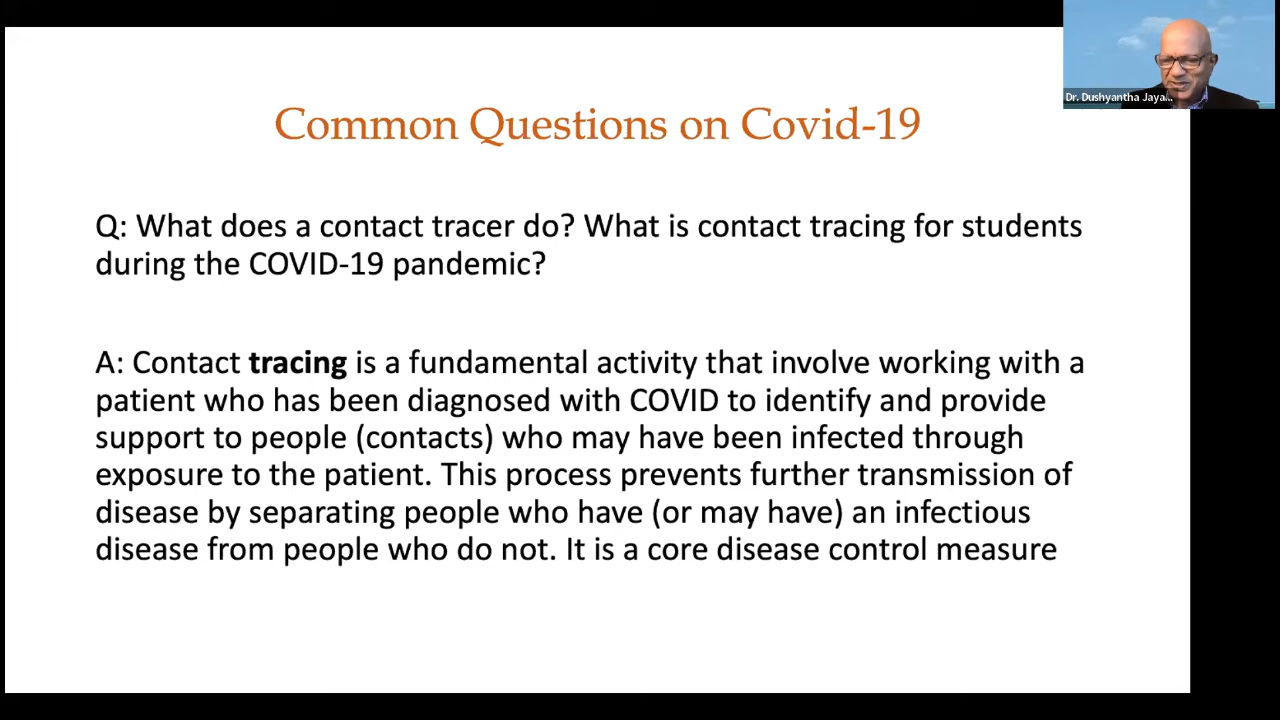 Dr. Dushyantha Jaya...
Common Questions on Covid-19
Q: What does a contact tracer do? What is contact tracing for students
during the COVID-19 pandemic?
A: Contact tracing is a fundamental activity that involve working with a
patient who has been diagnosed with COVID to identify and provide
support to people (contacts) who may have been infected through
exposure to the patient. This process prevents further transmission of
disease by separating people who have (or may have) an infectious
disease from people who do not. It is a core disease control measure